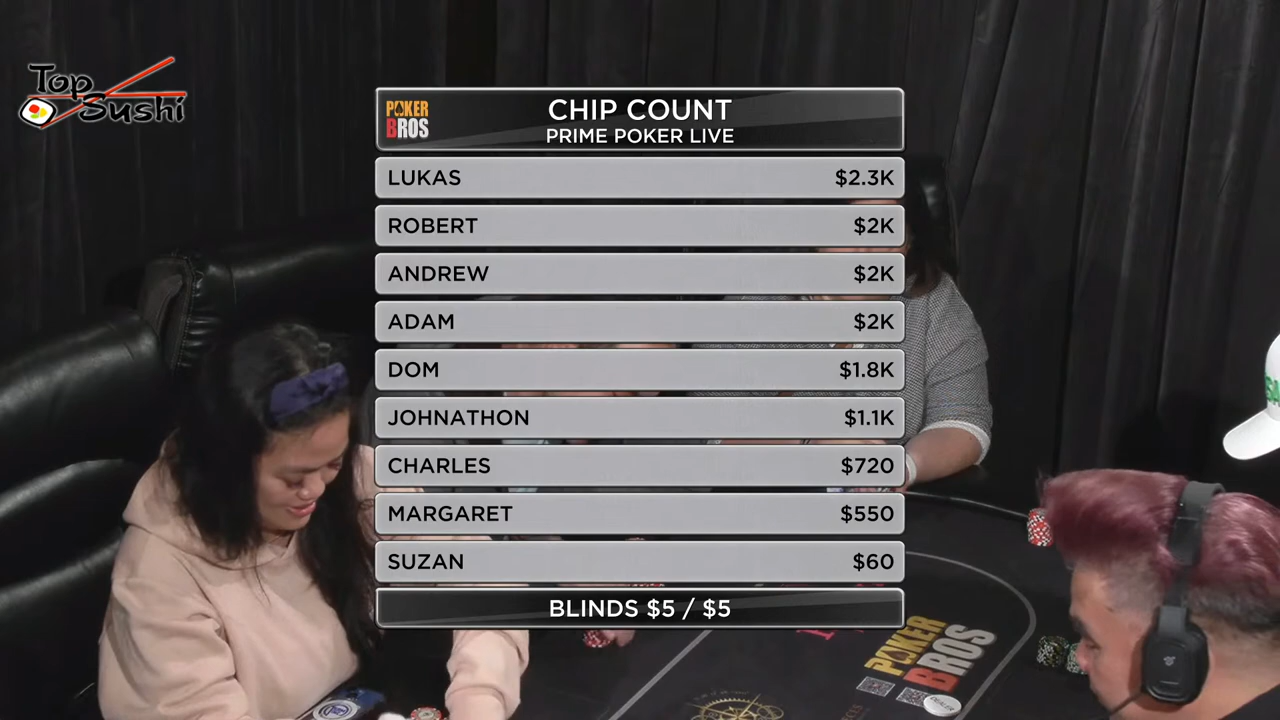 Top
Sushi
POKER
BROS
CHIP COUNT
PRIME POKER LIVE
LUKAS $2.3K
ROBERT $2K
ANDREW $2K
ADAM $2K
DOM $1.8K
JOHNATHON $1.1K
CHARLES $720
MARGARET $550
SUZAN $60
BLINDS $5 / $5
POKER
BROS
DEALER